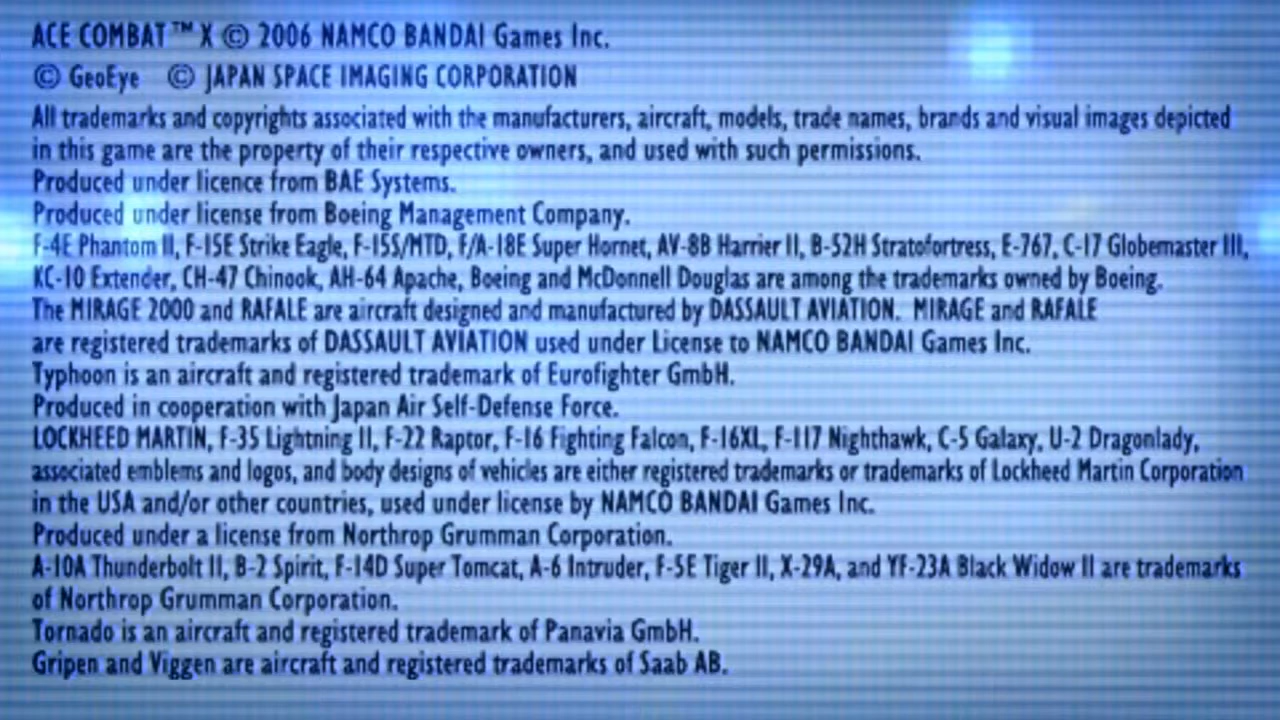 ACE COMBAT™ X © 2006 NAMCO BANDAI Games Inc.
© GeoEye © JAPAN SPACE IMAGING CORPORATION
All trademarks and copyrights associated with the manufacturers, aircraft, models, trade names, brands and visual images depicted
in this game are the property of their respective owners, and used with such permissions.
Produced under licence from BAE Systems.
Produced under license from Boeing Management Company.
F-4E Phantom II, F-15E Strike Eagle, F-15S/MTD, F/A-18E Super Hornet, AV-8B Harrier II, B-52H Stratofortress, E-767, C-17 Globemaster III,
KC-10 Extender, CH-47 Chinook, AH-64 Apache, Boeing and McDonnell Douglas are among the trademarks owned by Boeing.
The MIRAGE 2000 and RAFALE are aircraft designed and manufactured by DASSAULT AVIATION. MIRAGE and RAFALE
are registered trademarks of DASSAULT AVIATION used under License to NAMCO BANDAI Games Inc.
Typhoon is an aircraft and registered trademark of Eurofighter GmbH.
Produced in cooperation with Japan Air Self-Defense Force.
LOCKHEED MARTIN, F-35 Lightning II, F-22 Raptor, F-16 Fighting Falcon, F-16XL, F-117 Nighthawk, C-5 Galaxy, U-2 Dragonlady,
associated emblems and logos, and body designs of vehicles are either registered trademarks or trademarks of Lockheed Martin Corporation
in the USA and/or other countries, used under license by NAMCO BANDAI Games Inc.
Produced under a license from Northrop Grumman Corporation.
A-10A Thunderbolt II, B-2 Spirit, F-14D Super Tomcat, A-6 Intruder, F-5E Tiger II, X-29A, and YF-23A Black Widow II are trademarks
of Northrop Grumman Corporation.
Tornado is an aircraft and registered trademark of Panavia GmbH.
Gripen and Viggen are aircraft and registered trademarks of Saab AB.